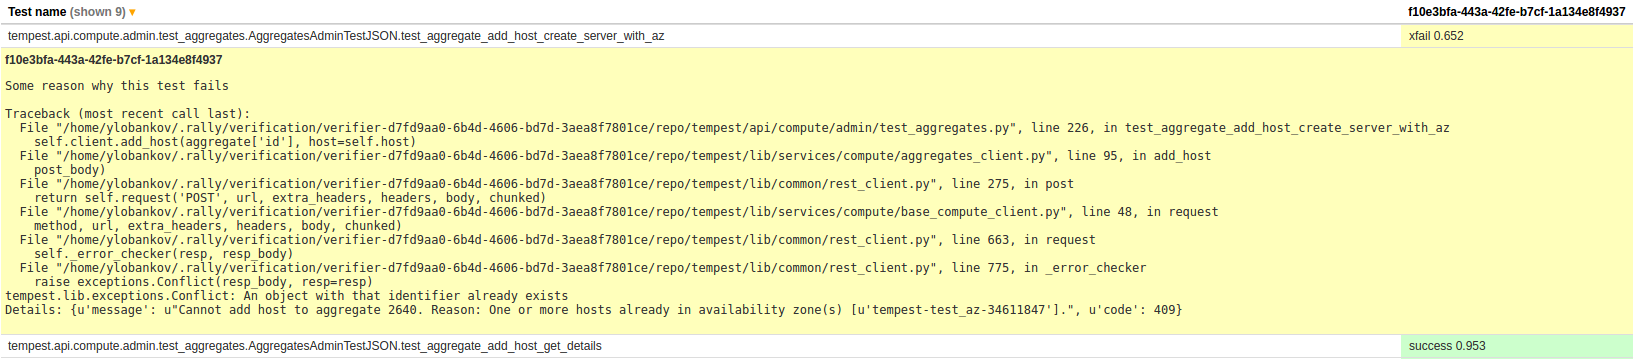 Test name (shown 9) ▼ f10e3bfa-443a-42fe-b7cf-1a134e8f4937
tempest.api.compute.admin.test_aggregates.AggregatesAdminTestJSON.test_aggregate_add_host_create_server_with_az xfail 0.652
f10e3bfa-443a-42fe-b7cf-1a134e8f4937
Some reason why this test fails
Traceback (most recent call last):
  File "/home/ylobankov/.rally/verification/verifier-d7fd9aa0-6b4d-4606-bd7d-3aea8f7801ce/repo/tempest/api/compute/admin/test_aggregates.py", line 226, in test_aggregate_add_host_create_server_with_az
    self.client.add_host(aggregate['id'], host=self.host)
  File "/home/ylobankov/.rally/verification/verifier-d7fd9aa0-6b4d-4606-bd7d-3aea8f7801ce/repo/tempest/lib/services/compute/aggregates_client.py", line 95, in add_host
    post_body)
  File "/home/ylobankov/.rally/verification/verifier-d7fd9aa0-6b4d-4606-bd7d-3aea8f7801ce/repo/tempest/lib/common/rest_client.py", line 275, in post
    return self.request('POST', url, extra_headers, headers, body, chunked)
  File "/home/ylobankov/.rally/verification/verifier-d7fd9aa0-6b4d-4606-bd7d-3aea8f7801ce/repo/tempest/lib/services/compute/base_compute_client.py", line 48, in request
    method, url, extra_headers, headers, body, chunked)
  File "/home/ylobankov/.rally/verification/verifier-d7fd9aa0-6b4d-4606-bd7d-3aea8f7801ce/repo/tempest/lib/common/rest_client.py", line 663, in request
    self._error_checker(resp, resp_body)
  File "/home/ylobankov/.rally/verification/verifier-d7fd9aa0-6b4d-4606-bd7d-3aea8f7801ce/repo/tempest/lib/common/rest_client.py", line 775, in _error_checker
    raise exceptions.Conflict(resp_body, resp=resp)
tempest.lib.exceptions.Conflict: An object with that identifier already exists
Details: {u'message': u"Cannot add host to aggregate 2640. Reason: One or more hosts already in availability zone(s) [u'tempest-test_az-34611847'].", u'code': 409}
tempest.api.compute.admin.test_aggregates.AggregatesAdminTestJSON.test_aggregate_add_host_get_details success 0.953